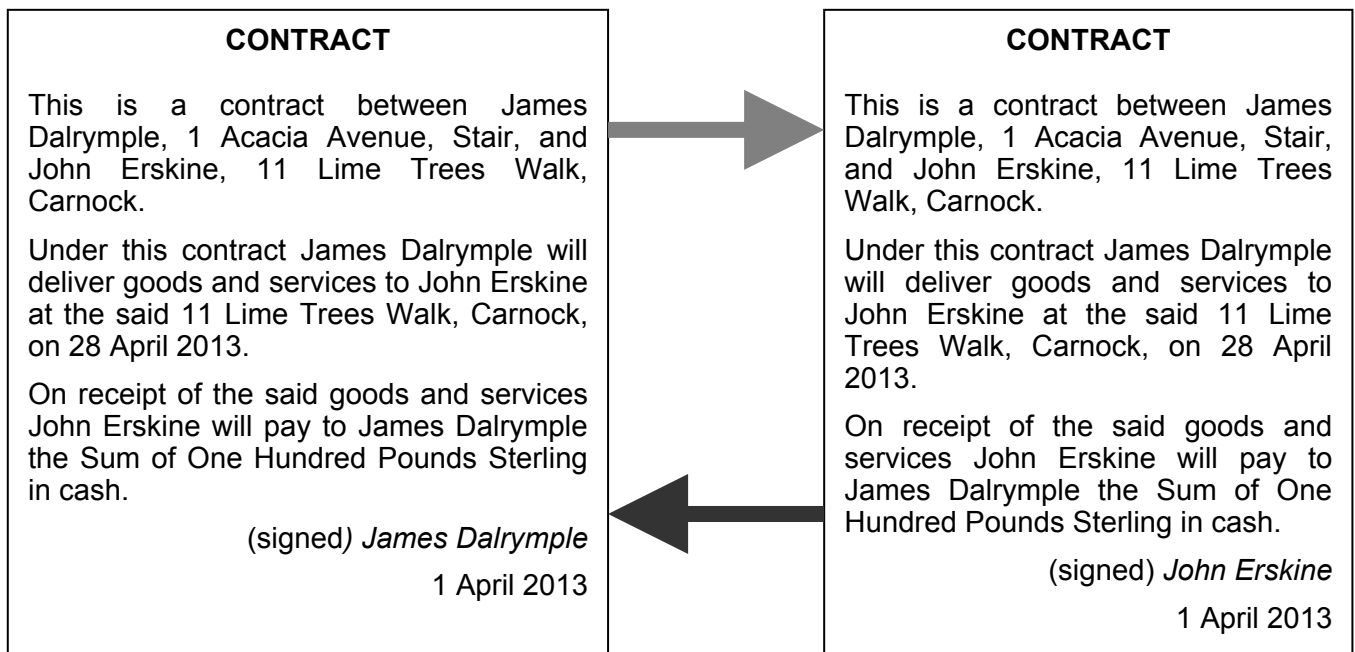 CONTRACT
This is a contract between James
Dalrymple, 1 Acacia Avenue, Stair, and
John Erskine, 11 Lime Trees Walk,
Carnock.
Under this contract James Dalrymple will
deliver goods and services to John Erskine
at the said 11 Lime Trees Walk, Carnock,
on 28 April 2013.
On receipt of the said goods and services
John Erskine will pay to James Dalrymple
the Sum of One Hundred Pounds Sterling
in cash.
(signed) James Dalrymple
1 April 2013
CONTRACT
This is a contract between James
Dalrymple, 1 Acacia Avenue, Stair,
and John Erskine, 11 Lime Trees
Walk, Carnock.
Under this contract James Dalrymple
will deliver goods and services to
John Erskine at the said 11 Lime
Trees Walk, Carnock, on 28 April
2013.
On receipt of the said goods and
services John Erskine will pay to
James Dalrymple the Sum of One
Hundred Pounds Sterling in cash.
(signed) John Erskine
1 April 2013